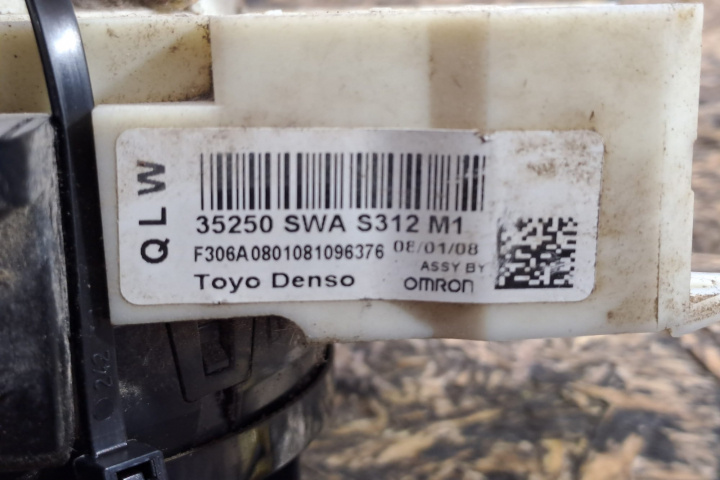 QLW
35250 SWA S312 M1
F306A0801081096376 08/01/08
ASSY BY
Toyo Denso OMRON
242